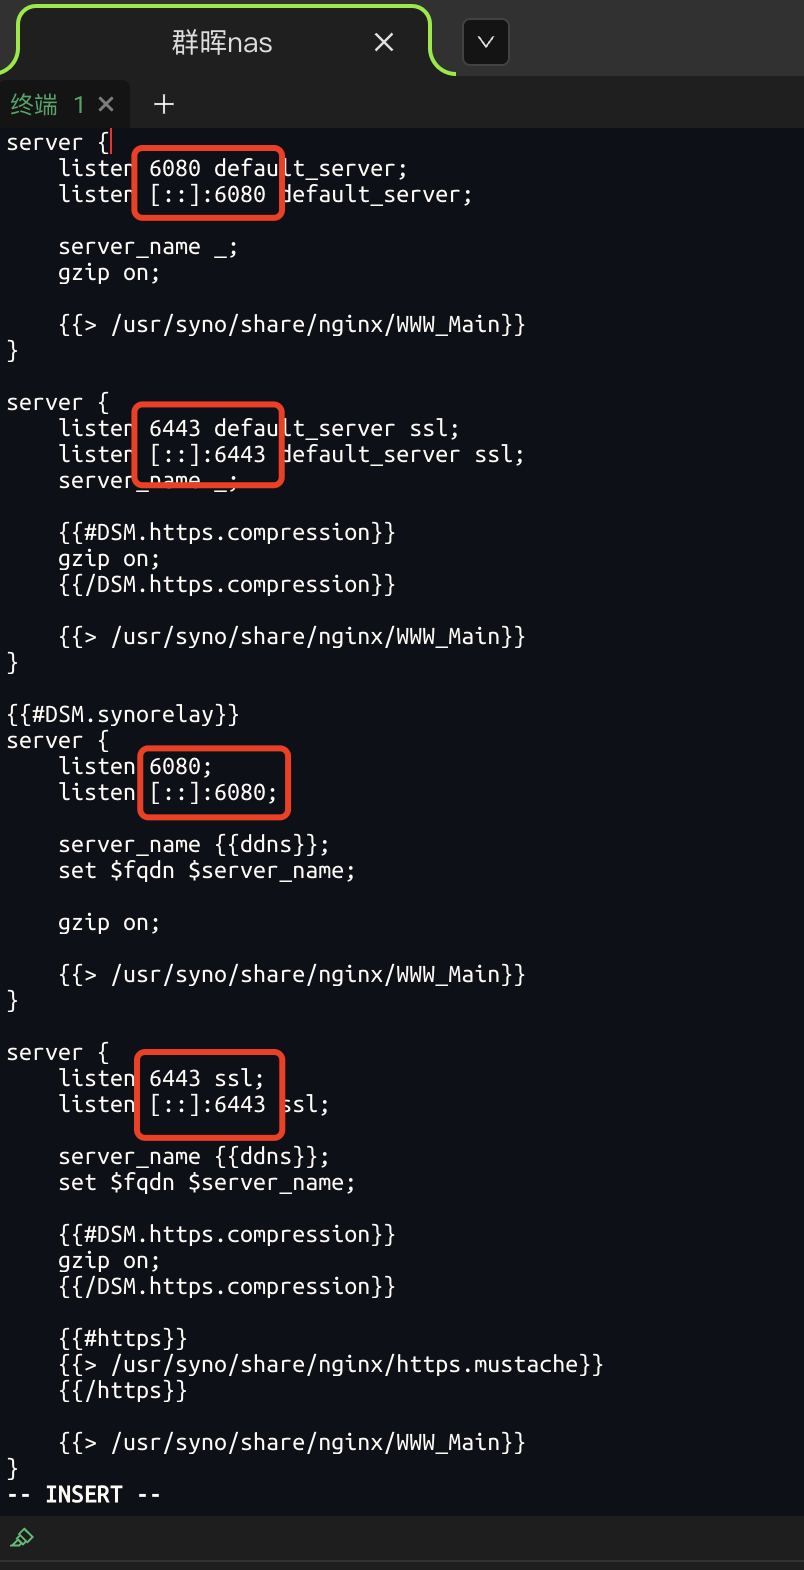 群晖nas
终端 1
server {
listen 6080 default_server;
listen [::]:6080 default_server;
server_name _;
gzip on;
{{> /usr/syno/share/nginx/WWW_Main}}
}
server {
listen 6443 default_server ssl;
listen [::]:6443 default_server ssl;
server_name _;
{{#DSM.https.compression}}
gzip on;
{{/DSM.https.compression}}
{{> /usr/syno/share/nginx/WWW_Main}}
}
{{#DSM.synorelay}}
server {
listen 6080;
listen [::]:6080;
server_name {{ddns}};
set $fqdn $server_name;
gzip on;
{{> /usr/syno/share/nginx/WWW_Main}}
}
server {
listen 6443 ssl;
listen [::]:6443 ssl;
server_name {{ddns}};
set $fqdn $server_name;
{{#DSM.https.compression}}
gzip on;
{{/DSM.https.compression}}
{{#https}}
{{> /usr/syno/share/nginx/https.mustache}}
{{/https}}
{{> /usr/syno/share/nginx/WWW_Main}}
}
-- INSERT --